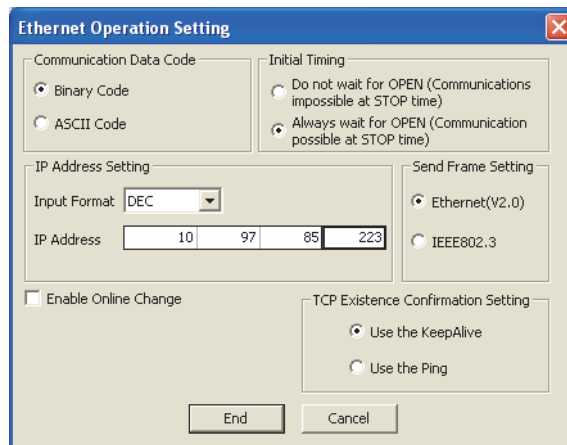 Ethernet Operation Setting
Communication Data Code
Binary Code
ASCII Code
Initial Timing
Do not wait for OPEN (Communications
impossible at STOP time)
Always wait for OPEN (Communication
possible at STOP time)
IP Address Setting
Input Format DEC
IP Address 10 97 85 223
Send Frame Setting
Ethernet(V2.0)
IEEE802.3
Enable Online Change
TCP Existence Confirmation Setting
Use the KeepAlive
Use the Ping
End Cancel